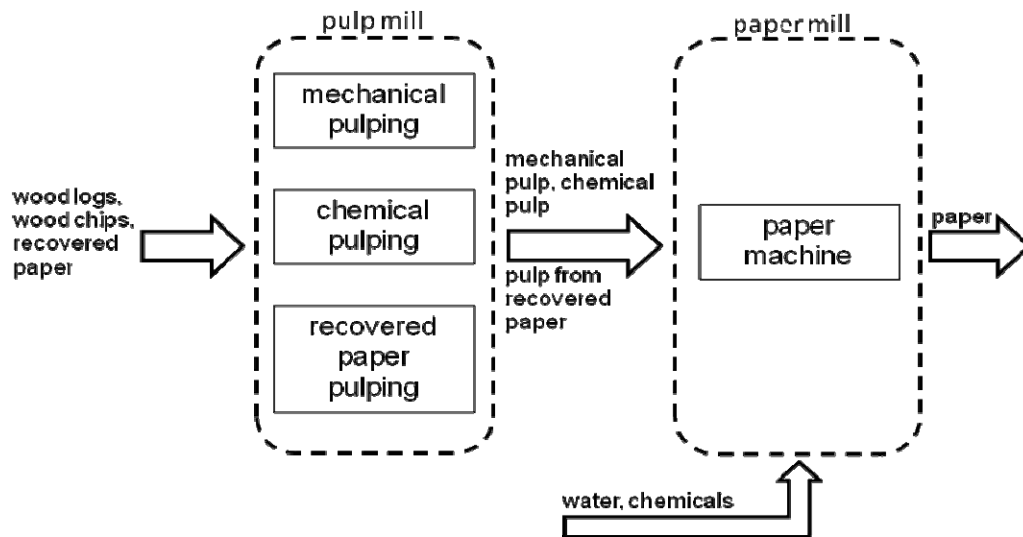 pulp mill
mechanical
pulping
chemical
pulping
recovered
paper
pulping
wood logs,
wood chips,
recovered
paper
mechanical
pulp, chemical
pulp
pulp from
recovered
paper
paper mill
paper
machine
paper
water, chemicals